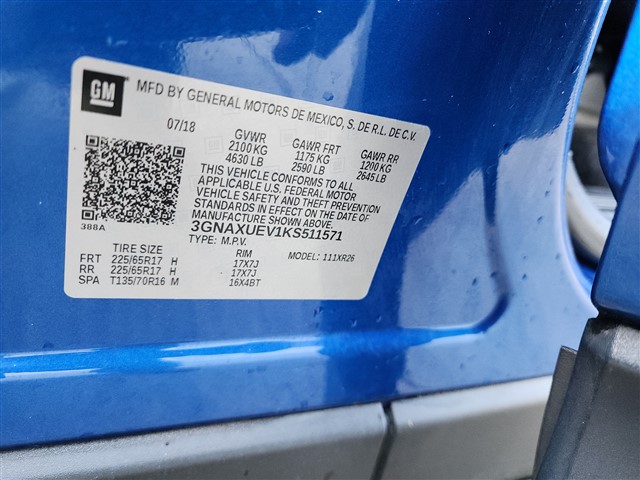 GM
MFD BY GENERAL MOTORS DE MEXICO, S. DE R.L. DE C.V.
07/18 GVWR GAWR FRT GAWR RR
2100 KG 1175 KG 1200 KG
4630 LB 2590 LB 2645 LB
THIS VEHICLE CONFORMS TO ALL
APPLICABLE U.S. FEDERAL MOTOR
VEHICLE SAFETY AND THEFT PREVENTION
STANDARDS IN EFFECT ON THE DATE OF
MANUFACTURE SHOWN ABOVE.
388A 3GNAXUEV1KS511571
TYPE: M.P.V. MODEL: 111XR26
TIRE SIZE RIM
FRT 225/65R17 H 17X7J
RR 225/65R17 H 17X7J
SPA T135/70R16 M 16X4BT